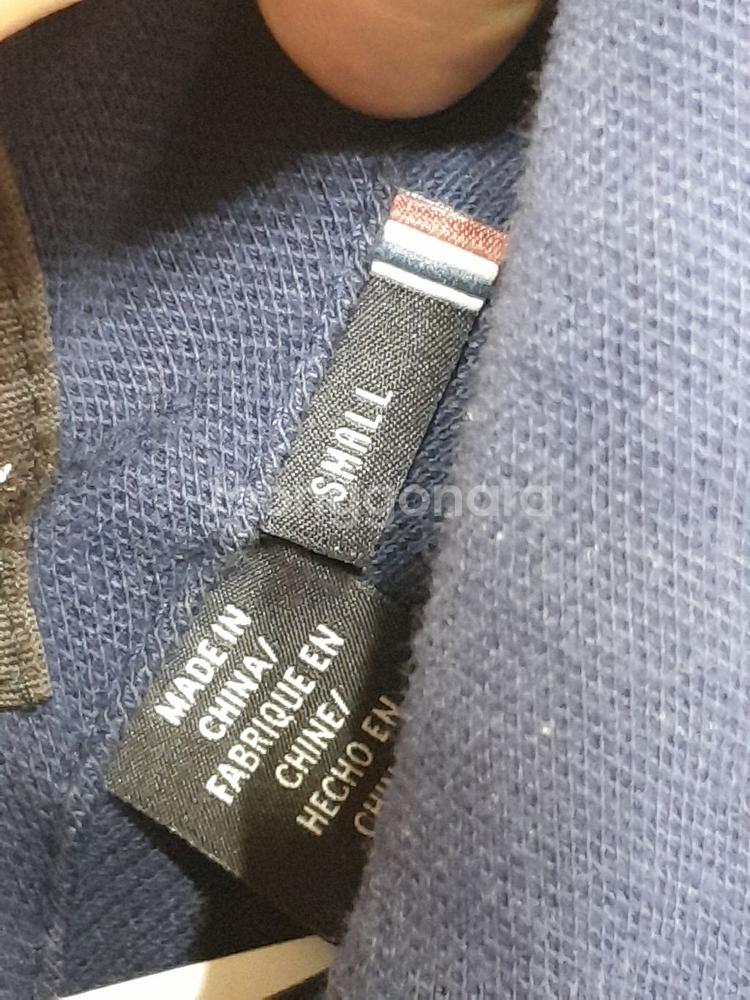 SMALL
MADE IN
CHINA/
FABRIQUE EN
CHINE/
HECHO EN